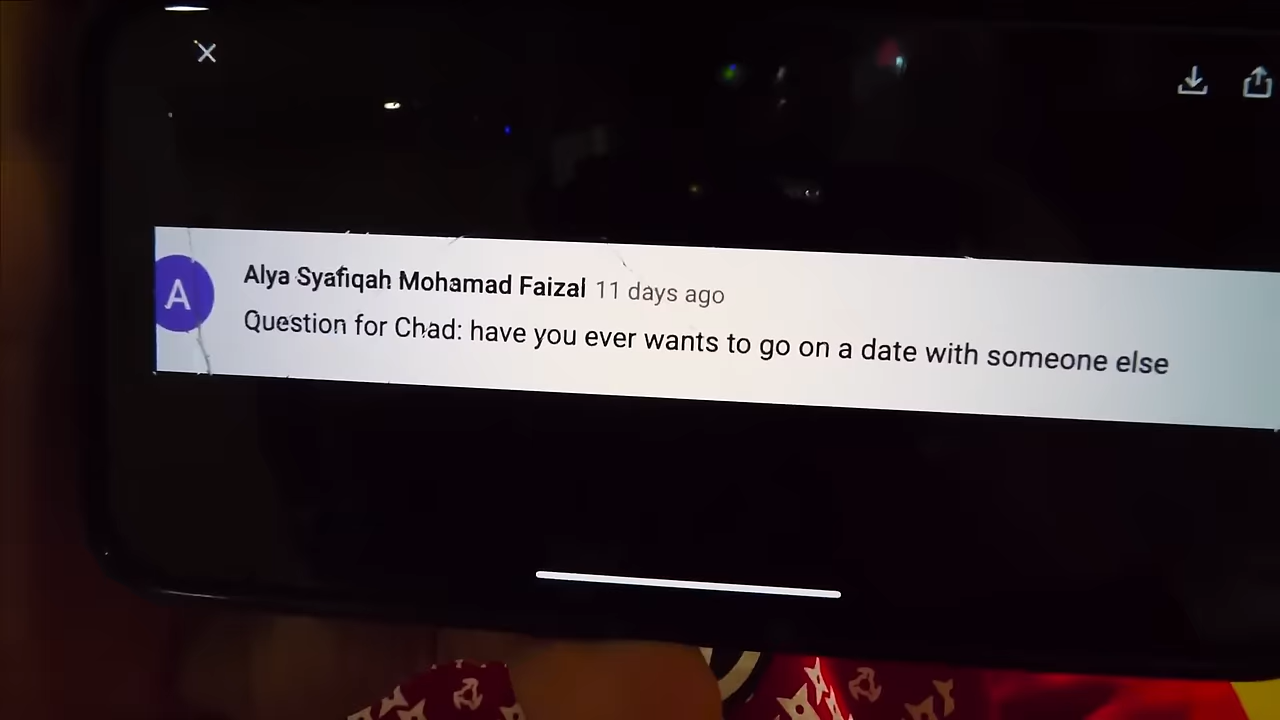 A
Alya Syafiqah Mohamad Faizal 11 days ago
Question for Chad: have you ever wants to go on a date with someone else